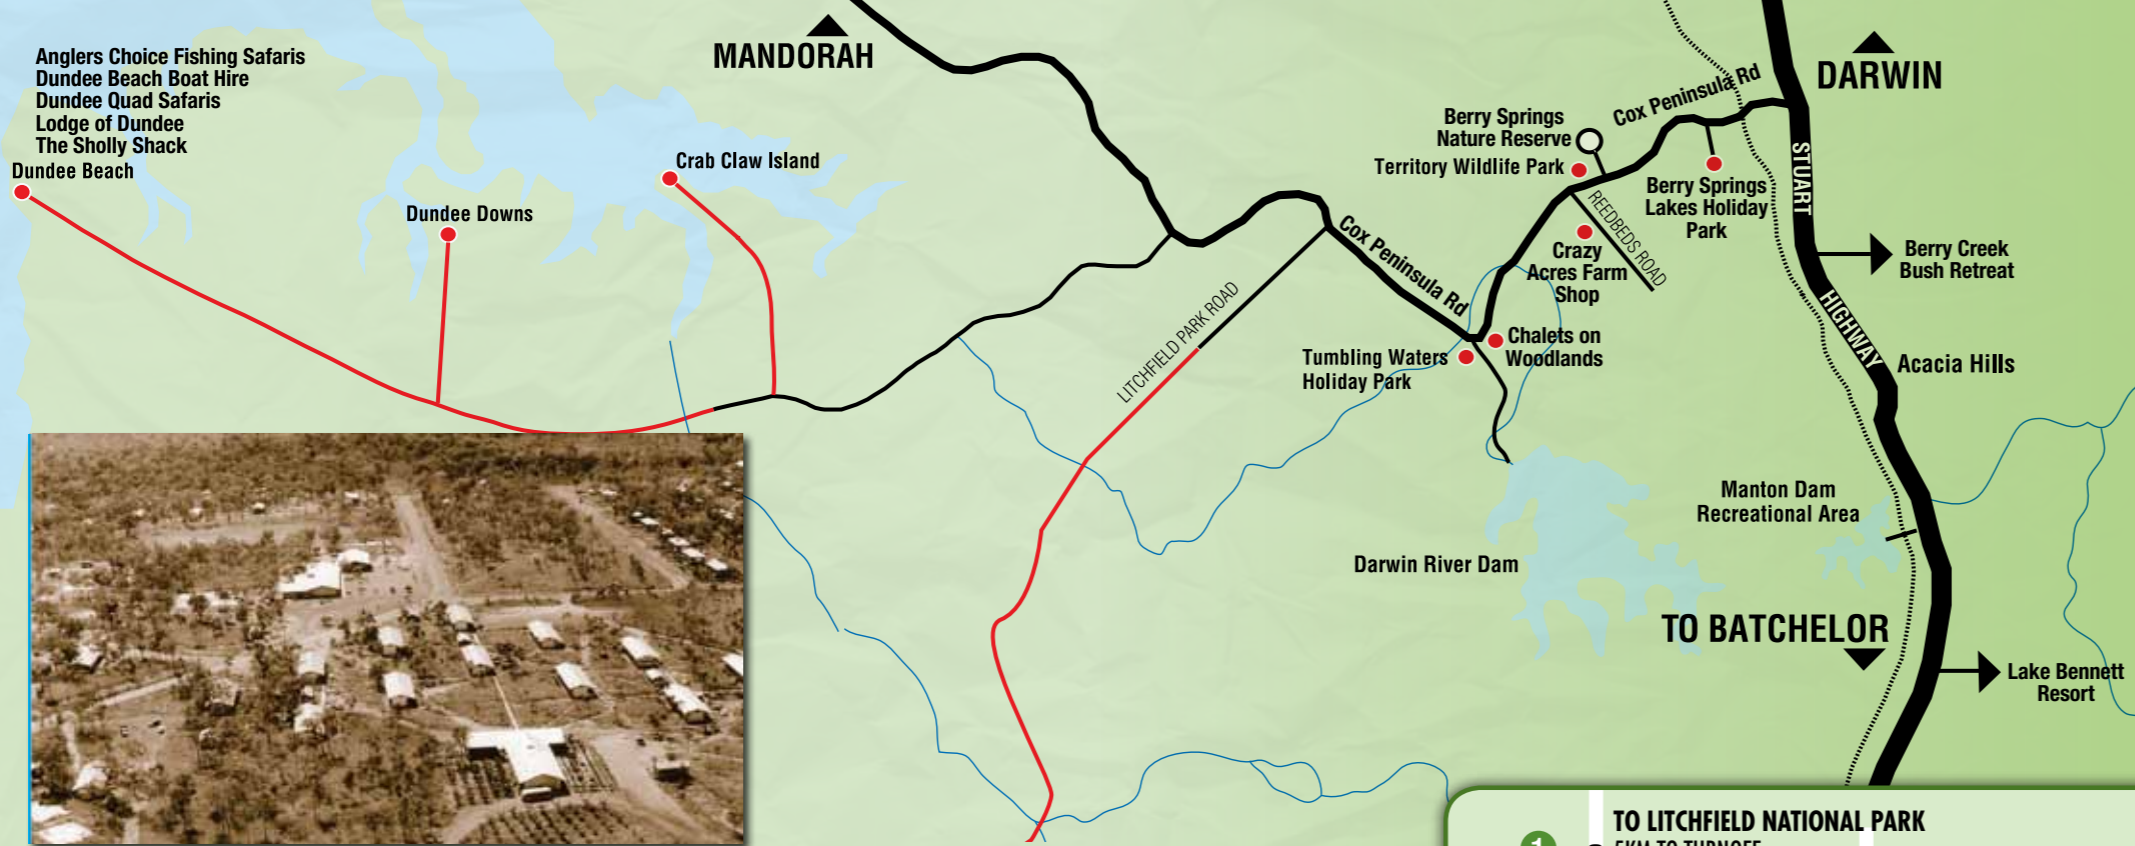 Anglers Choice Fishing Safaris
Dundee Beach Boat Hire
Dundee Quad Safaris
Lodge of Dundee
The Sholly Shack
Dundee Beach
Dundee Downs
MANDORAH
Crab Claw Island
LITCHFIELD PARK ROAD
Cox Peninsula Rd
Tumbling Waters
Holiday Park
Chalets on
Woodlands
Berry Springs
Nature Reserve
Territory Wildlife Park
Cox Peninsula Rd
REEDBEDS ROAD
Crazy
Acres Farm
Shop
Berry Springs
Lakes Holiday
Park
DARWIN
STUART
HIGHWAY
Berry Creek
Bush Retreat
Acacia Hills
Manton Dam
Recreational Area
Darwin River Dam
TO BATCHELOR
Lake Bennett
Resort
1
TO LITCHFIELD NATIONAL PARK
5KM TO TURNOFF